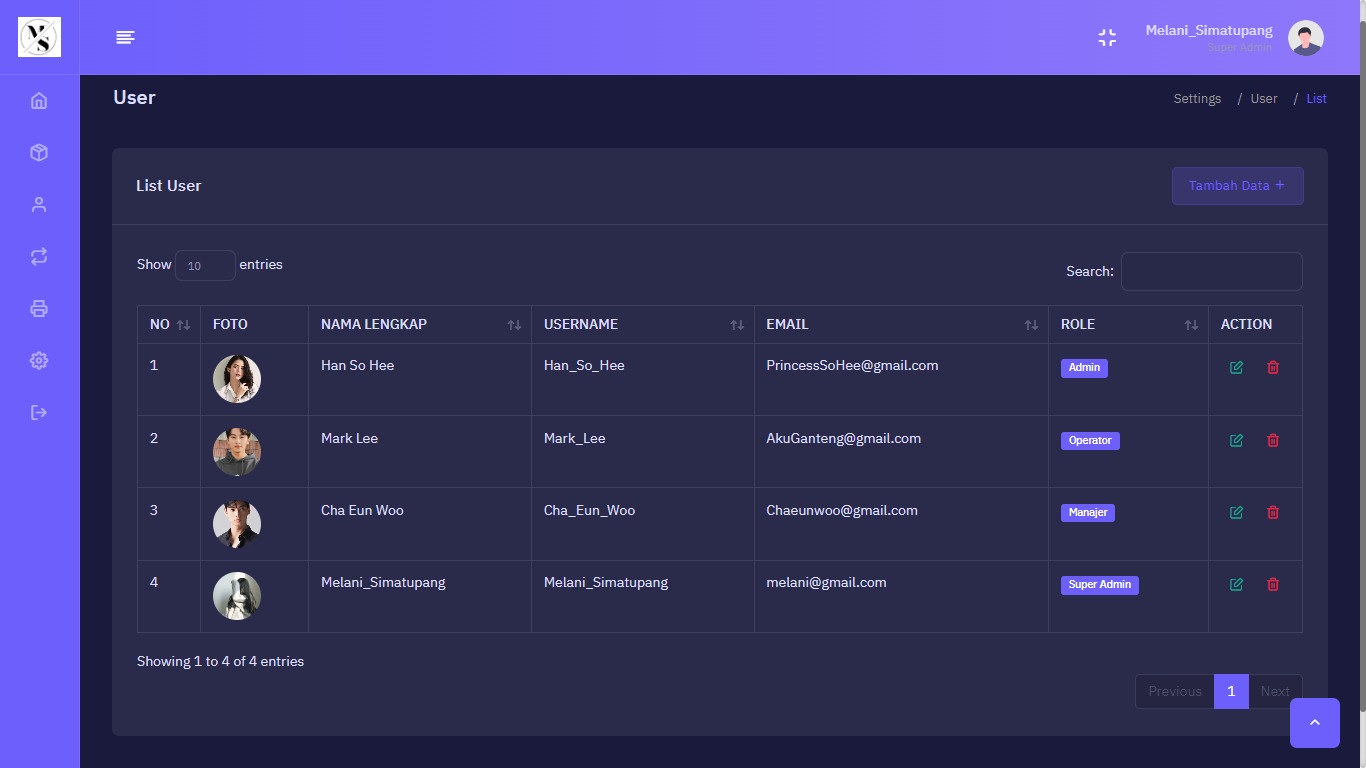 MS
Melani_Simatupang
Super Admin
User
Settings / User / List
List User
Tambah Data +
Show 10 entries
Search:
NO FOTO NAMA LENGKAP USERNAME EMAIL ROLE ACTION
1 Han So Hee Han_So_Hee PrincessSoHee@gmail.com Admin
2 Mark Lee Mark_Lee AkuGanteng@gmail.com Operator
3 Cha Eun Woo Cha_Eun_Woo Chaeunwoo@gmail.com Manajer
4 Melani_Simatupang Melani_Simatupang melani@gmail.com Super Admin
Showing 1 to 4 of 4 entries
Previous 1 Next